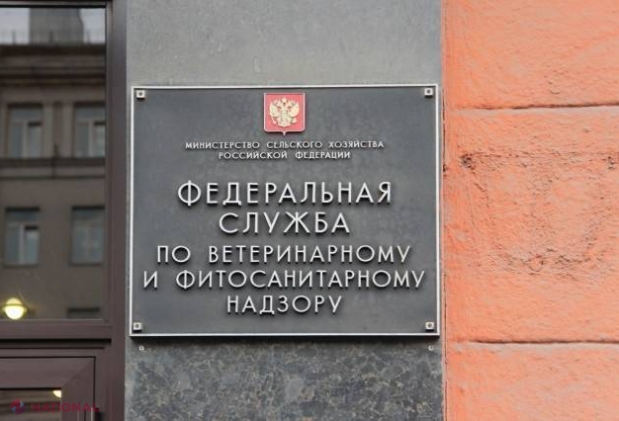 МИНИСТЕРСТВО СЕЛЬСКОГО ХОЗЯЙСТВА
РОССИЙСКОЙ ФЕДЕРАЦИИ
ФЕДЕРАЛЬНАЯ
СЛУЖБА
ПО ВЕТЕРИНАРНОМУ
И ФИТОСАНИТАРНОМУ
НАДЗОРУ